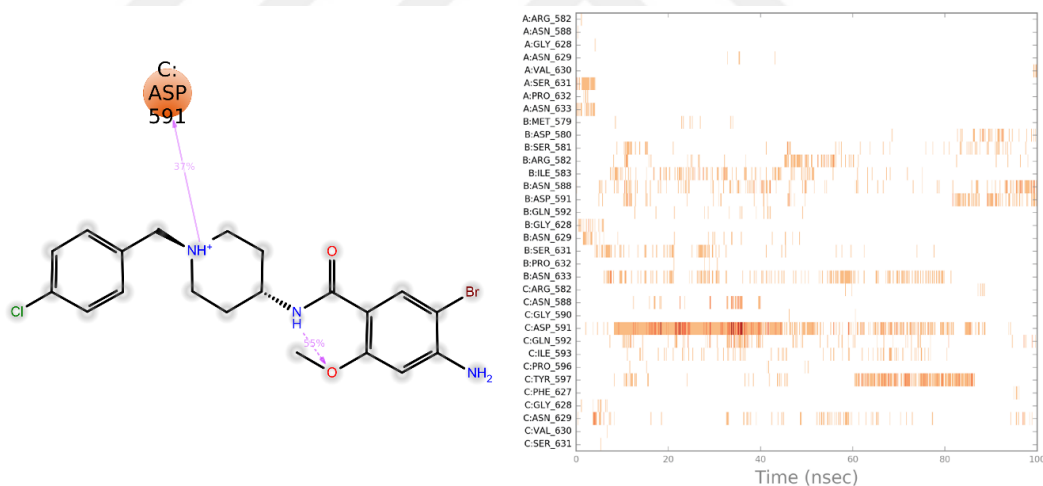 C:
ASP
591
37%
NH⁺
O
Br
Cl
N
H
55%
O
NH₂
A:ARG_582
A:ASN_588
A:GLY_628
A:ASN_629
A:VAL_630
A:SER_631
A:PRO_632
A:ASN_633
B:MET_579
B:ASP_580
B:SER_581
B:ARG_582
B:ILE_583
B:ASN_588
B:ASP_591
B:GLN_592
B:GLY_628
B:ASN_629
B:SER_631
B:PRO_632
B:ASN_633
C:ARG_582
C:ASN_588
C:GLY_590
C:ASP_591
C:GLN_592
C:ILE_593
C:PRO_596
C:TYR_597
C:PHE_627
C:GLY_628
C:ASN_629
C:VAL_630
C:SER_631
0 20 40 60 80 100
Time (nsec)